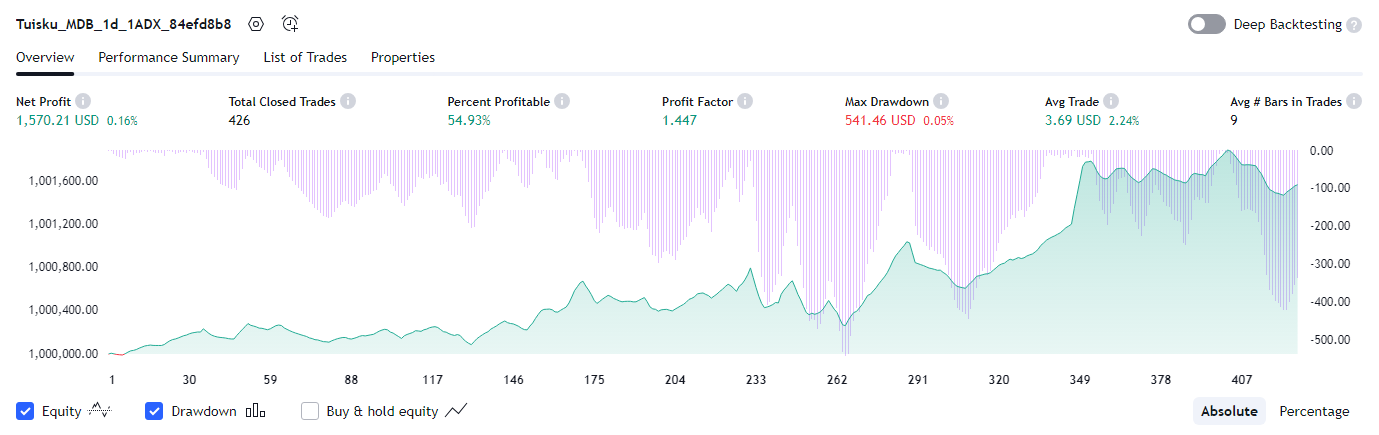 Tuisku_MDB_1d_1ADX_84efd8b8 Deep Backtesting ?
Overview Performance Summary List of Trades Properties
Net Profit i Total Closed Trades i Percent Profitable i Profit Factor i Max Drawdown i Avg Trade i Avg # Bars in Trades i
1,570.21 USD 0.16% 426 54.93% 1.447 541.46 USD 0.05% 3.69 USD 2.24% 9
0.00
1,001,600.00 -100.00
1,001,200.00 -200.00
1,000,800.00 -300.00
1,000,400.00 -400.00
1,000,000.00 -500.00
1 30 59 88 117 146 175 204 233 262 291 320 349 378 407
Equity Drawdown Buy & hold equity Absolute Percentage